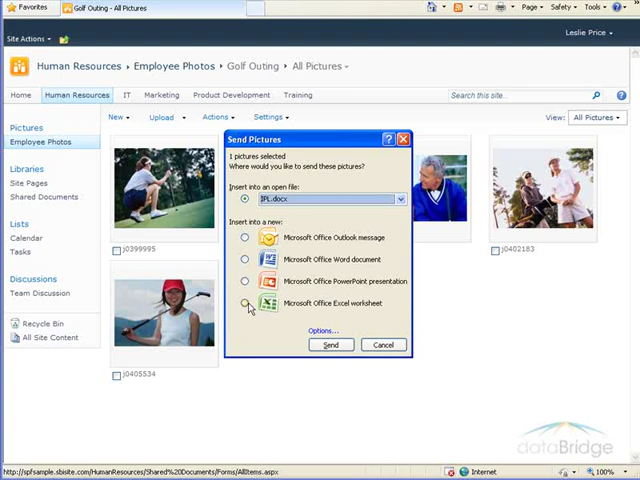 Favorites
Golf Outing - All Pictures
Page
Safety
Tools
Site Actions
Leslie Price
Human Resources
Employee Photos
Golf Outing
All Pictures
Home
Human Resources
IT
Marketing
Product Development
Training
Search this site...
Pictures
Employee Photos
Libraries
Site Pages
Shared Documents
Lists
Calendar
Tasks
Discussions
Team Discussion
Recycle Bin
All Site Content
New
Upload
Actions
Settings
View:
All Pictures
j0399995
j0402183
j0405534
Send Pictures
1 pictures selected
Where would you like to send these pictures?
Insert into an open file:
IPL.docx
Insert into a new:
Microsoft Office Outlook message
Microsoft Office Word document
Microsoft Office PowerPoint presentation
Microsoft Office Excel worksheet
Options...
Send
Cancel
dataBridge
http://spfsample.sbisite.com/HumanResources/Shared%20Documents/Forms/AllItems.aspx
Internet
100%